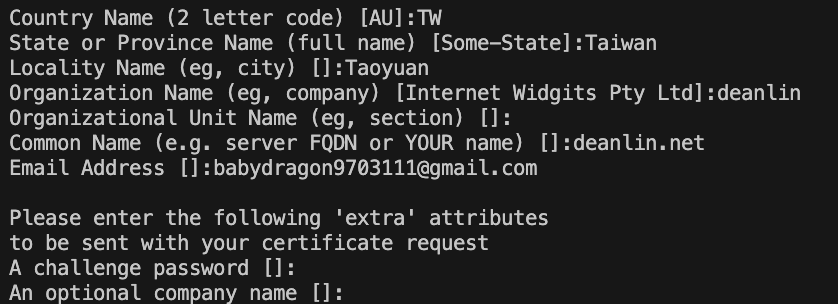 Country Name (2 letter code) [AU]:TW
State or Province Name (full name) [Some-State]:Taiwan
Locality Name (eg, city) []:Taoyuan
Organization Name (eg, company) [Internet Widgits Pty Ltd]:deanlin
Organizational Unit Name (eg, section) []:
Common Name (e.g. server FQDN or YOUR name) []:deanlin.net
Email Address []:babydragon9703111@gmail.com
Please enter the following 'extra' attributes
to be sent with your certificate request
A challenge password []:
An optional company name []: